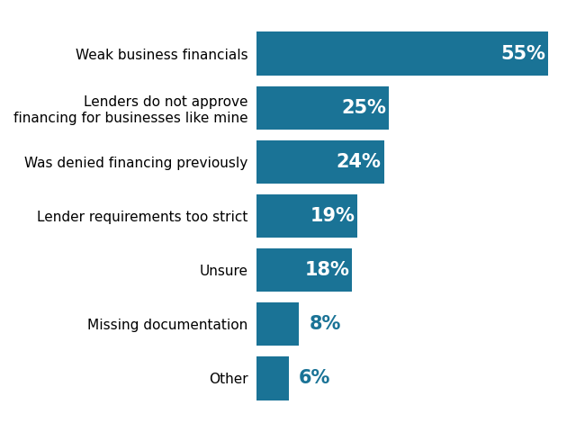 Weak business financials 55%
Lenders do not approve
financing for businesses like mine 25%
Was denied financing previously 24%
Lender requirements too strict 19%
Unsure 18%
Missing documentation 8%
Other 6%